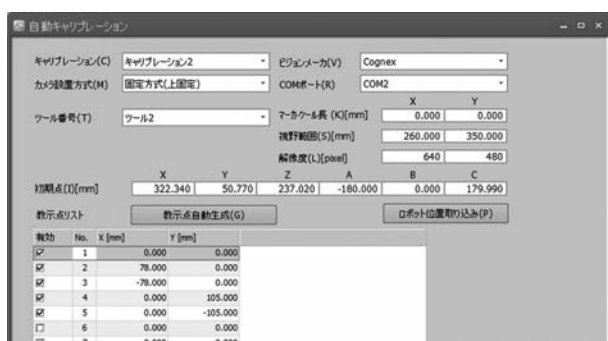 自動キャリブレーション
キャリブレーション(C) キャリブレーション2 ビジョンメーカ(V) Cognex
カメラ設置方式(M) 固定方式(上固定) COMポート(R) COM2
X Y
ツール番号(T) ツール2 マーカツール長 (K)[mm] 0.000 0.000
視野範囲(S)[mm] 260.000 350.000
解像度(L)[pixel] 640 480
X Y Z A B C
初期点(I)[mm] 322.340 50.770 237.020 -180.000 0.000 179.990
教示点リスト 教示点自動生成(G) ロボット位置取り込み(P)
有効 No. X [mm] Y [mm]
1 0.000 0.000
2 78.000 0.000
3 -78.000 0.000
4 0.000 105.000
5 0.000 -105.000
6 0.000 0.000